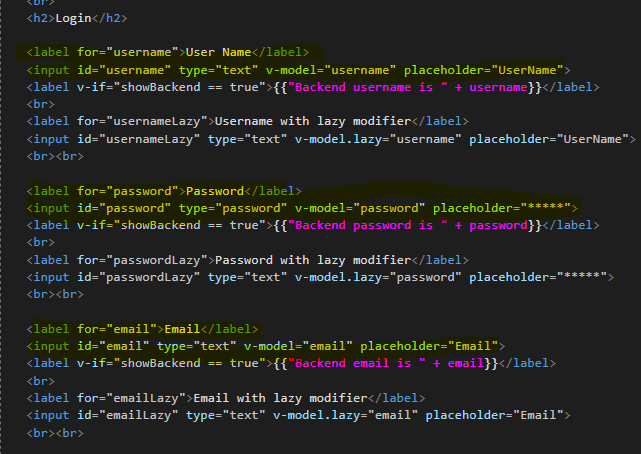 <br>
<h2>Login</h2>
<label for="username">User Name</label>
<input id="username" type="text" v-model="username" placeholder="UserName">
<label v-if="showBackend == true">{{"Backend username is " + username}}</label>
<br>
<label for="usernameLazy">Username with lazy modifier</label>
<input id="usernameLazy" type="text" v-model.lazy="username" placeholder="UserName">
<br><br>
<label for="password">Password</label>
<input id="password" type="password" v-model="password" placeholder="*****">
<label v-if="showBackend == true">{{"Backend password is " + password}}</label>
<br>
<label for="passwordLazy">Password with lazy modifier</label>
<input id="passwordLazy" type="text" v-model.lazy="password" placeholder="*****">
<br><br>
<label for="email">Email</label>
<input id="email" type="text" v-model="email" placeholder="Email">
<label v-if="showBackend == true">{{"Backend email is " + email}}</label>
<br>
<label for="emailLazy">Email with lazy modifier</label>
<input id="emailLazy" type="text" v-model.lazy="email" placeholder="Email">
<br><br>